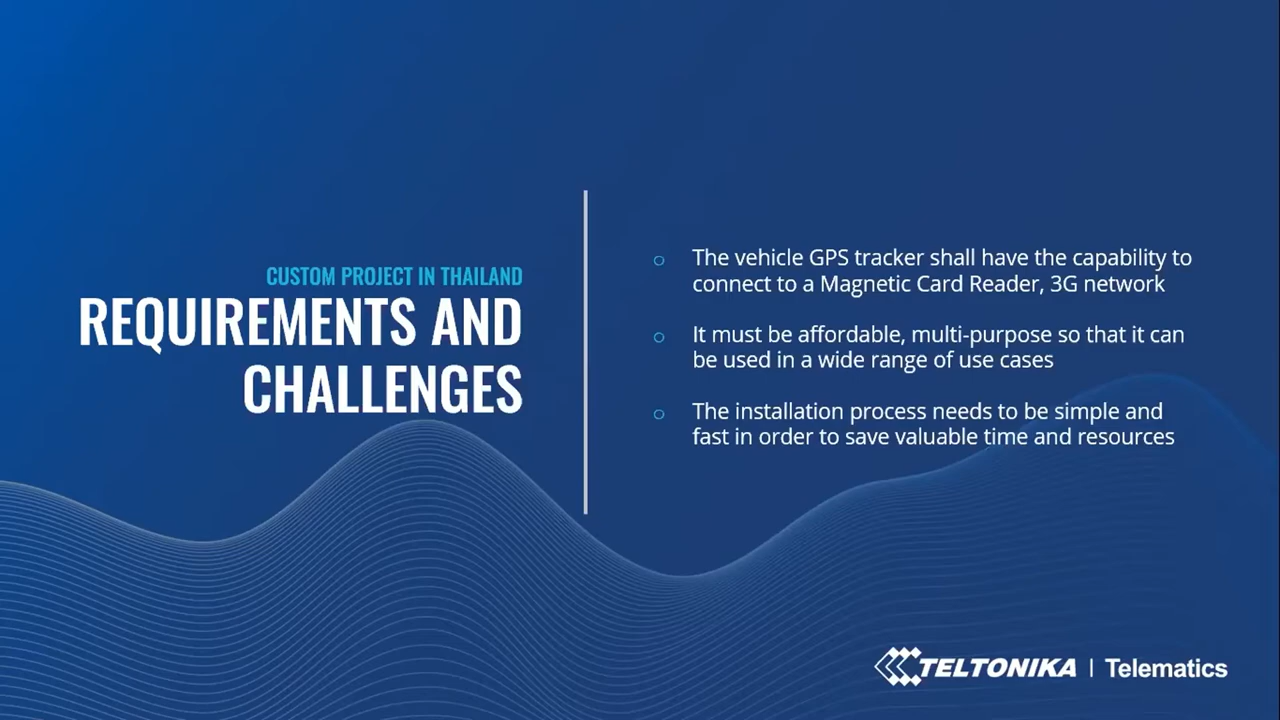 CUSTOM PROJECT IN THAILAND
REQUIREMENTS AND
CHALLENGES
The vehicle GPS tracker shall have the capability to
connect to a Magnetic Card Reader, 3G network
It must be affordable, multi-purpose so that it can
be used in a wide range of use cases
The installation process needs to be simple and
fast in order to save valuable time and resources
TELTONIKA | Telematics